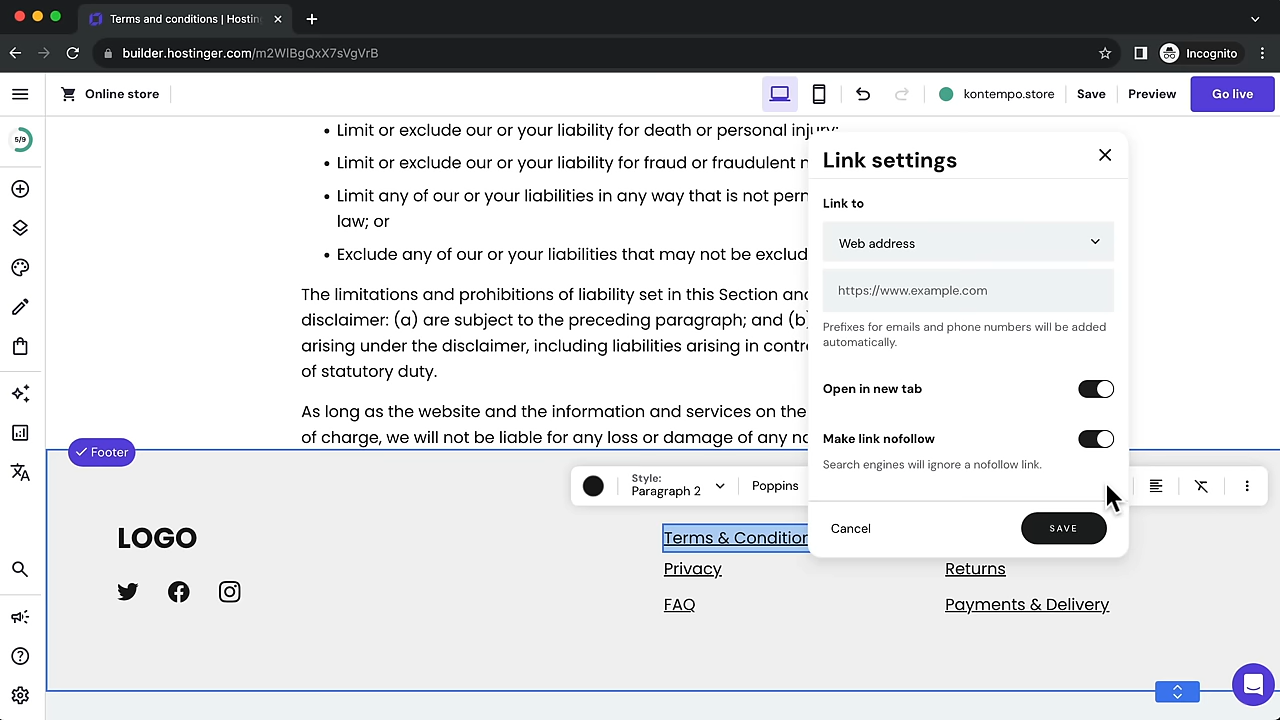 Terms and conditions | Hostin
builder.hostinger.com/m2WlBgQxX7sVgVrB
Incognito
Online store
kontempo.store
Save
Preview
Go live
5/9
• Limit or exclude our or your liability for death or personal injury;
• Limit or exclude our or your liability for fraud or fraudulent
• Limit any of our or your liabilities in any way that is not
law; or
• Exclude any of our or your liabilities that may not be
The limitations and prohibitions of liability set in this Section
disclaimer: (a) are subject to the preceding paragraph; and (b)
arising under the disclaimer, including liabilities arising in
of statutory duty.
As long as the website and the information and services on the
of charge, we will not be liable for any loss or damage of any
Link settings
Link to
Web address
https://www.example.com
Prefixes for emails and phone numbers will be added
automatically.
Open in new tab
Make link nofollow
Search engines will ignore a nofollow link.
Cancel
SAVE
Footer
Style:
Paragraph 2
Poppins
LOGO
Terms & Condition
Privacy
FAQ
Returns
Payments & Delivery